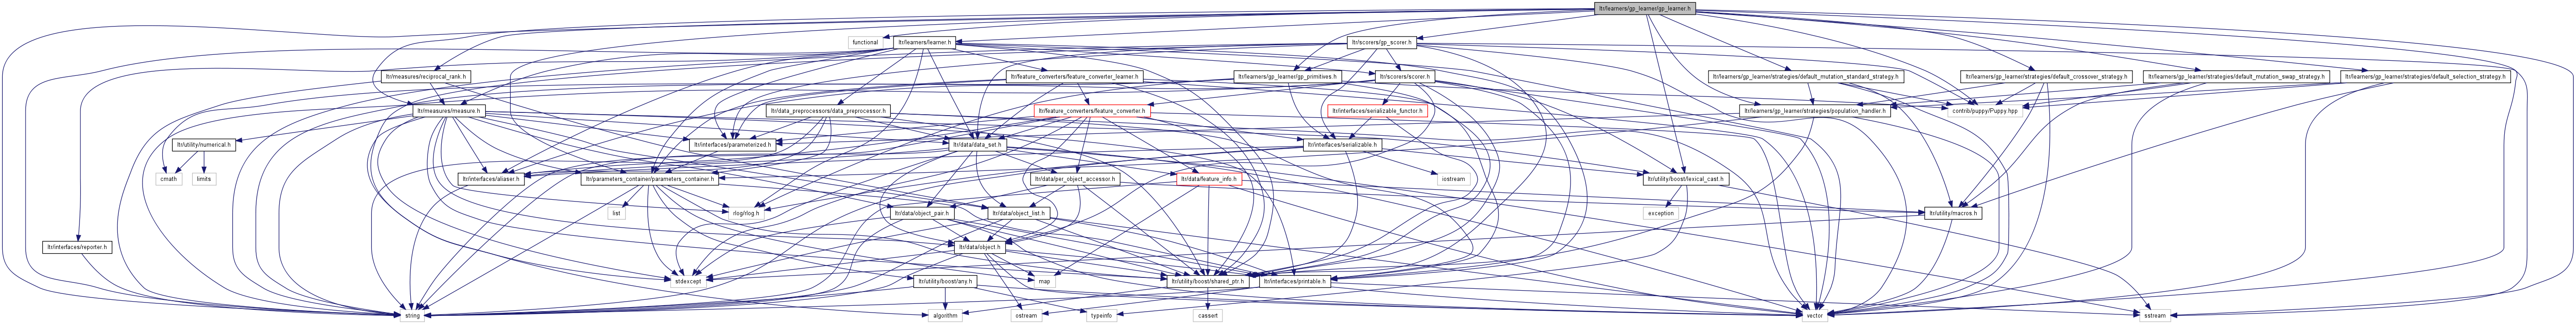 ltr/learners/gp_learner/gp_learner.h
functional
ltr/learners/learner.h
ltr/scorers/gp_scorer.h
ltr/measures/reciprocal_rank.h
ltr/feature_converters/feature_converter_learner.h
ltr/learners/gp_learner/gp_primitives.h
ltr/scorers/scorer.h
ltr/learners/gp_learner/strategies/default_mutation_standard_strategy.h
ltr/learners/gp_learner/strategies/default_crossover_strategy.h
ltr/learners/gp_learner/strategies/default_mutation_swap_strategy.h
ltr/learners/gp_learner/strategies/default_selection_strategy.h
ltr/measures/measure.h
ltr/data_preprocessors/data_preprocessor.h
ltr/feature_converters/feature_converter.h
ltr/interfaces/serializable_functor.h
ltr/learners/gp_learner/strategies/population_handler.h
contrib/puppy/Puppy.hpp
ltr/utility/numerical.h
ltr/interfaces/parameterized.h
ltr/data/data_set.h
ltr/interfaces/serializable.h
cmath
limits
ltr/interfaces/aliaser.h
ltr/parameters_container/parameters_container.h
ltr/data/per_object_accessor.h
ltr/data/feature_info.h
iostream
ltr/utility/boost/lexical_cast.h
list
rlog/rlog.h
ltr/data/object_pair.h
ltr/data/object_list.h
exception
ltr/utility/macros.h
ltr/interfaces/reporter.h
ltr/data/object.h
stdexcept
ltr/utility/boost/any.h
map
ltr/utility/boost/shared_ptr.h
ltr/interfaces/printable.h
string
algorithm
ostream
typeinfo
cassert
vector
sstream